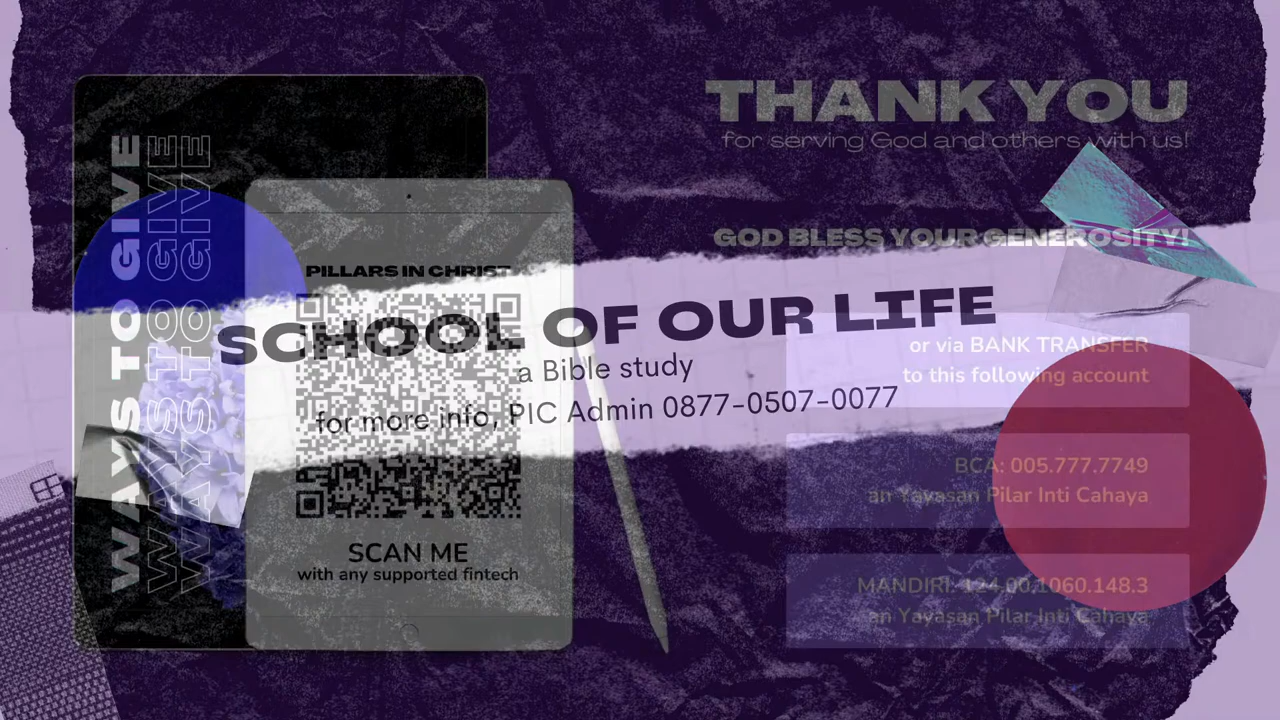 WAYS TO GIVE
WAYS TO GIVE
WAYS TO GIVE
PILLARS IN CHRIST
SCAN ME
with any supported fintech
THANK YOU
for serving God and others with us!
GOD BLESS YOUR GENEROSITY!
SCHOOL OF OUR LIFE
a Bible study
for more info, PIC Admin 0877-0507-0077
or via BANK TRANSFER
to this following account
BCA: 005.777.7749
an Yayasan Pilar Inti Cahaya
MANDIRI: 124.00.1060.148.3
an Yayasan Pilar Inti Cahaya